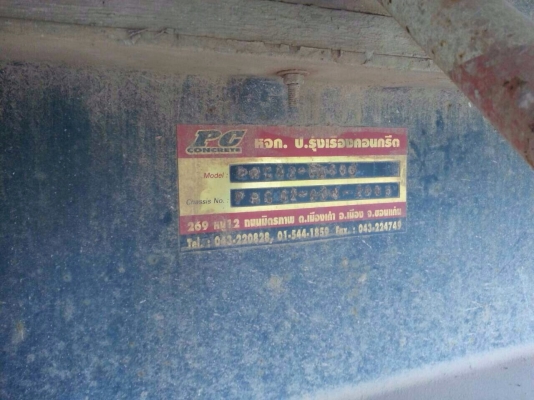 PC CONCRETE
หจก. ป.รุ่งเรืองคอนกรีต
Model
Chassis No.
269 หมู่ 12 ถนนมิตรภาพ ต.เมืองเก่า อ.เมือง จ.ขอนแก่น
Tel. : 043-220828, 01-544-1859 Fax. : 043-224749